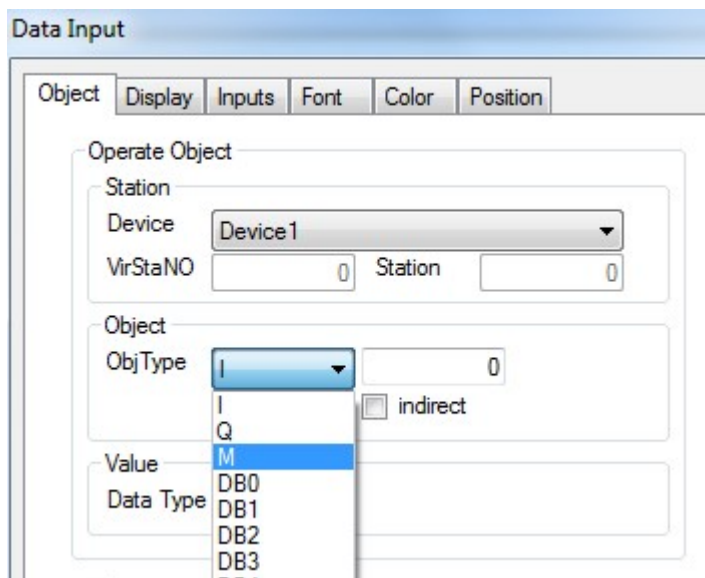 Data Input
Object Display Inputs Font Color Position
Operate Object
Station
Device Device1
VirStaNO 0 Station 0
Object
ObjType I 0
I indirect
Q
Value M
DB0
Data Type DB1
DB2
DB3